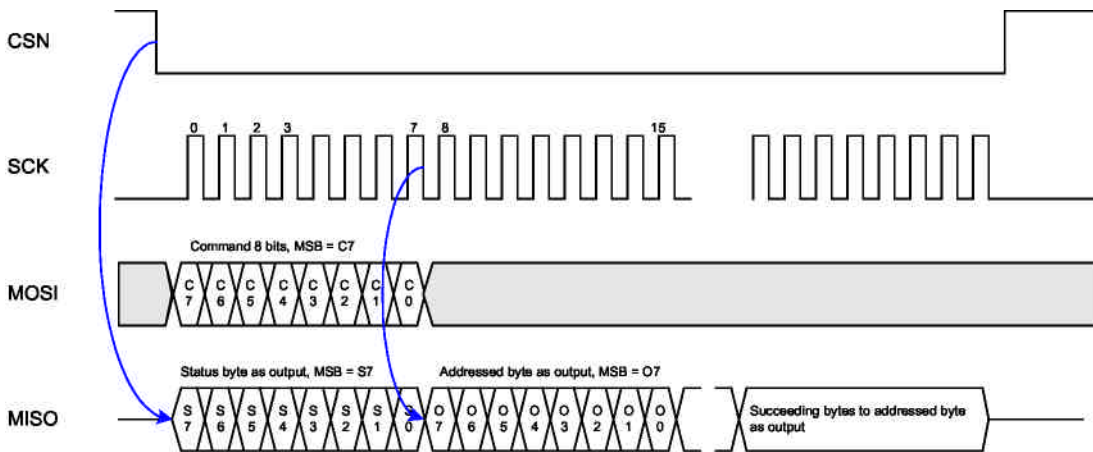 CSN
0 1 2 3 7 8 15
SCK
Command 8 bits, MSB = C7
MOSI
C C C C C C C C
7 6 5 4 3 2 1 0
Status byte as output, MSB = S7 Addressed byte as output, MSB = O7
MISO
S S S S S S S S O O O O O O O O
7 6 5 4 3 2 1 0 7 6 5 4 3 2 1 0
Succeeding bytes to addressed byte
as output